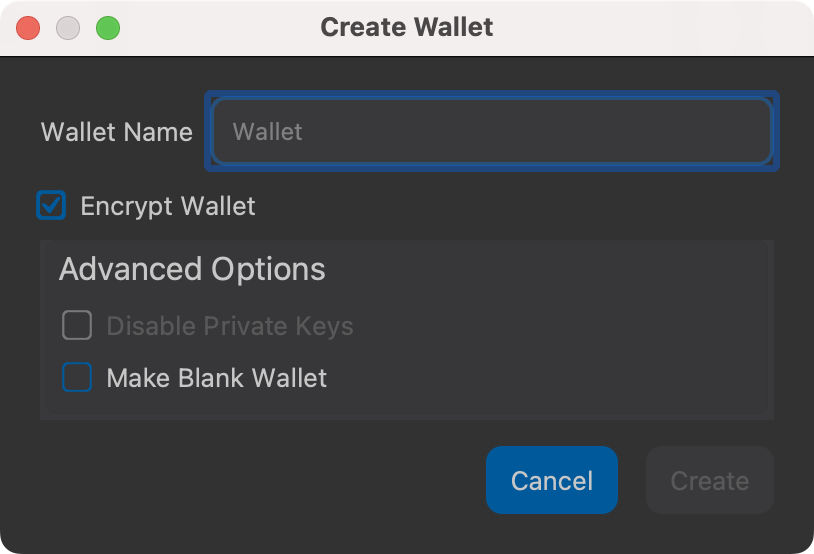 Create Wallet
Wallet Name Wallet
Encrypt Wallet
Advanced Options
Disable Private Keys
Make Blank Wallet
Cancel Create